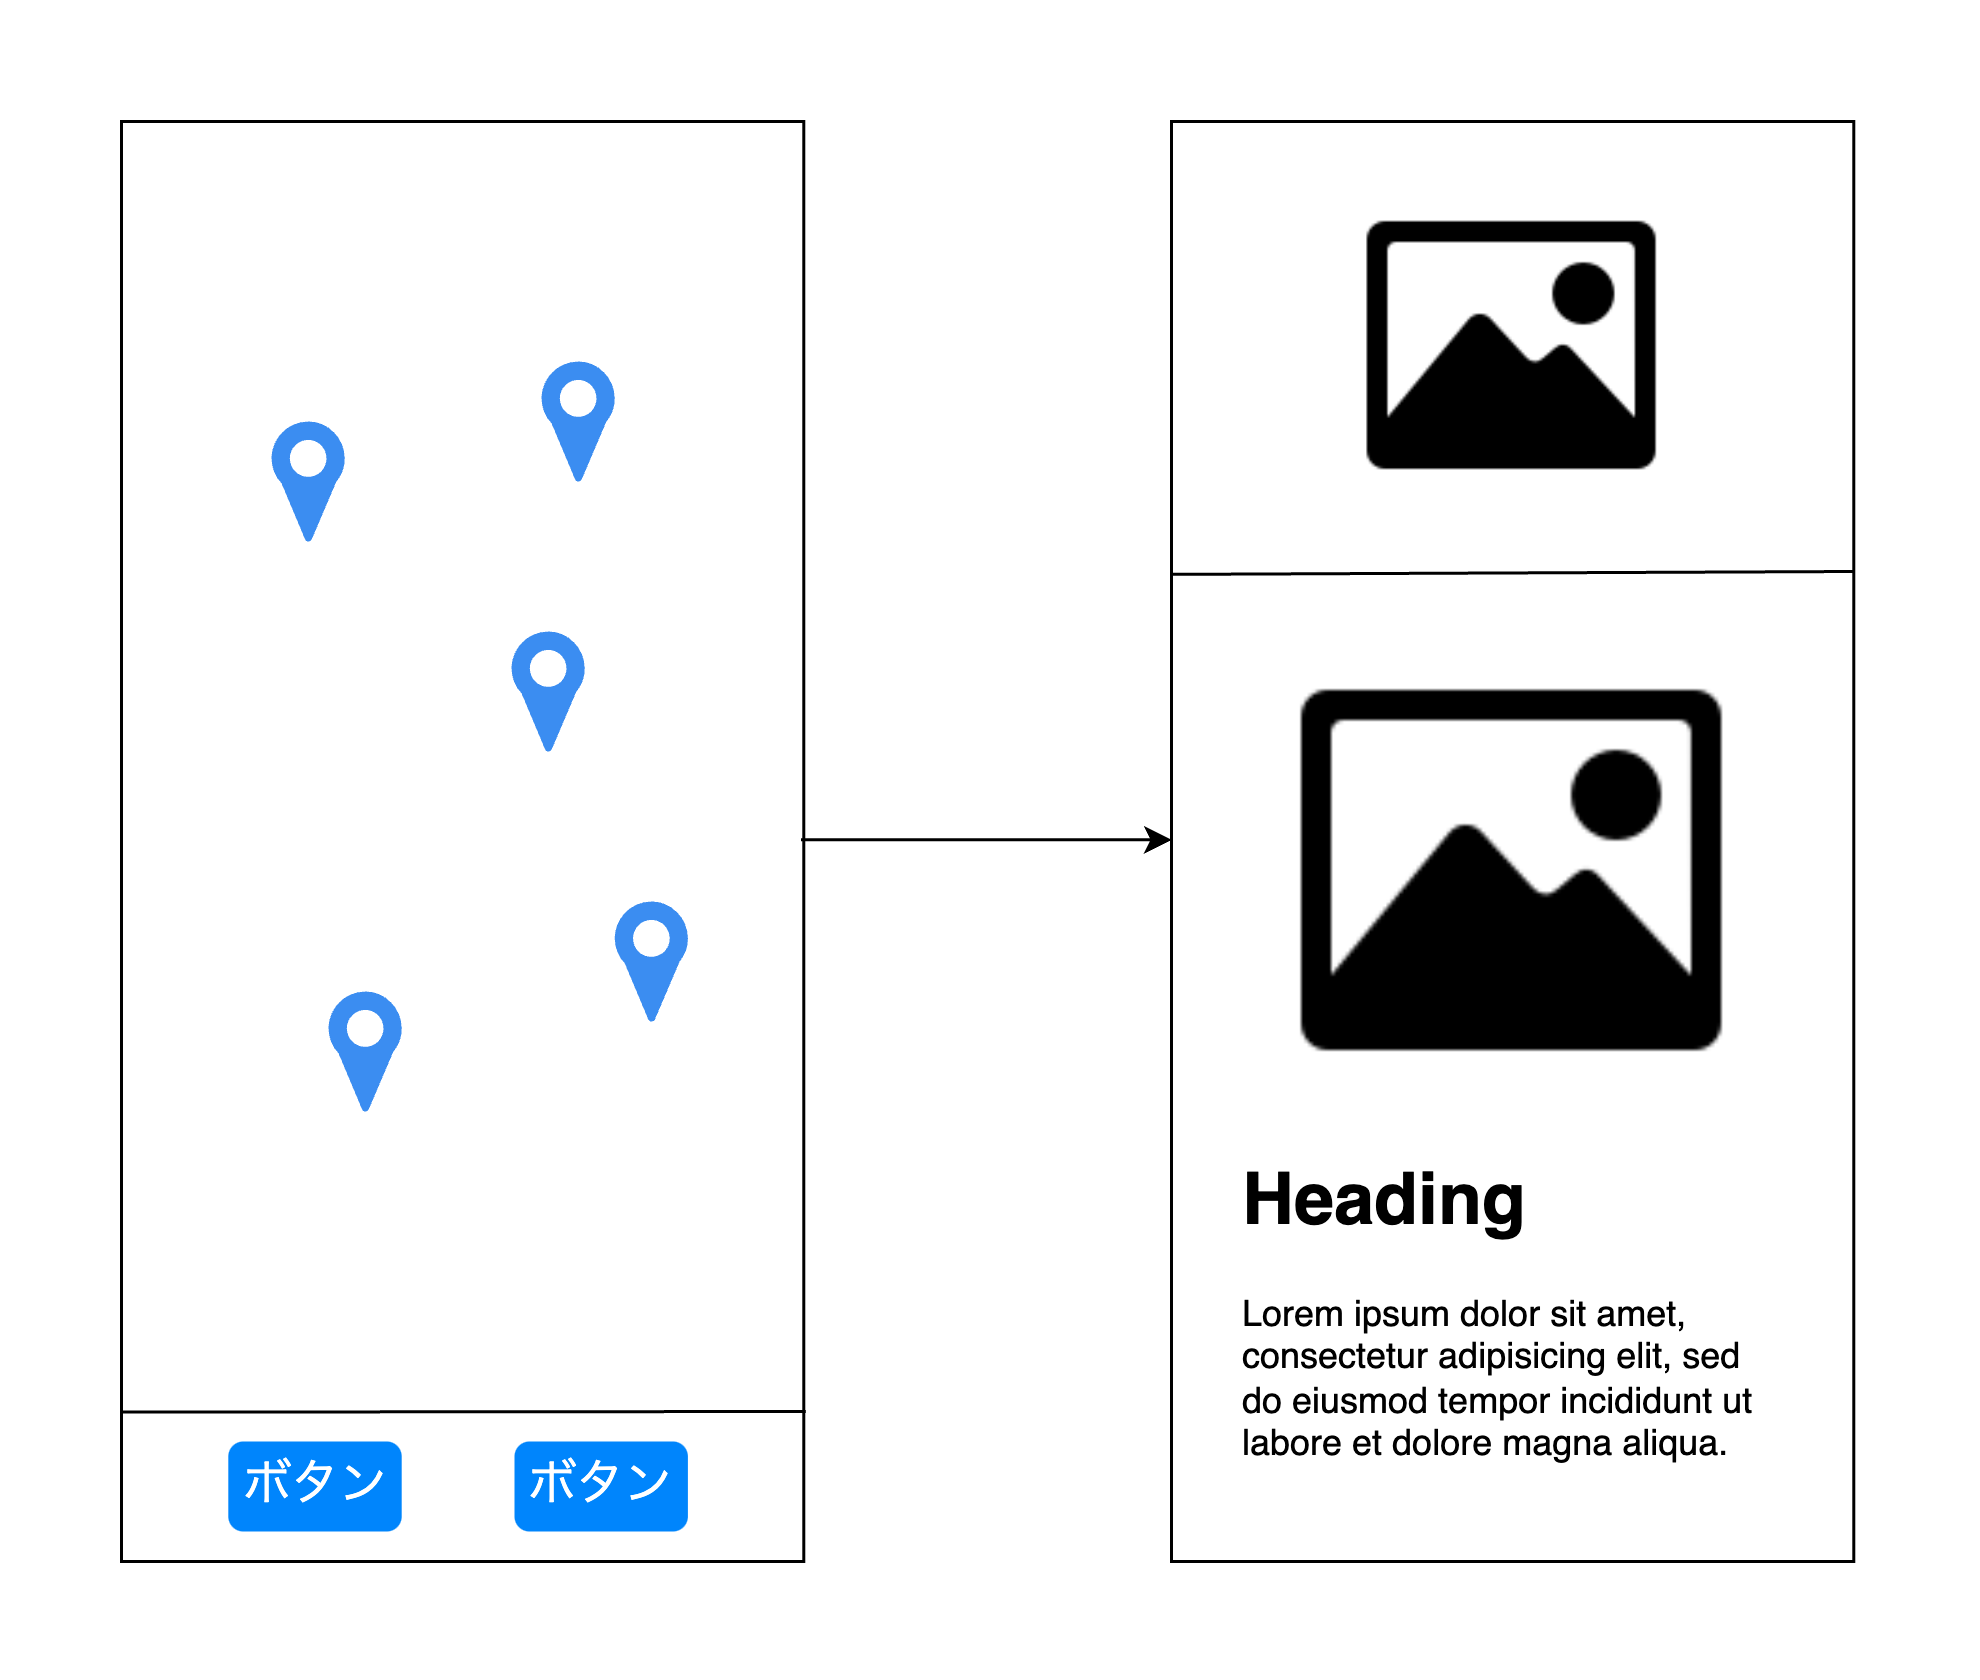 ボタン
ボタン
Heading
Lorem ipsum dolor sit amet,
consectetur adipisicing elit, sed
do eiusmod tempor incididunt ut
labore et dolore magna aliqua.